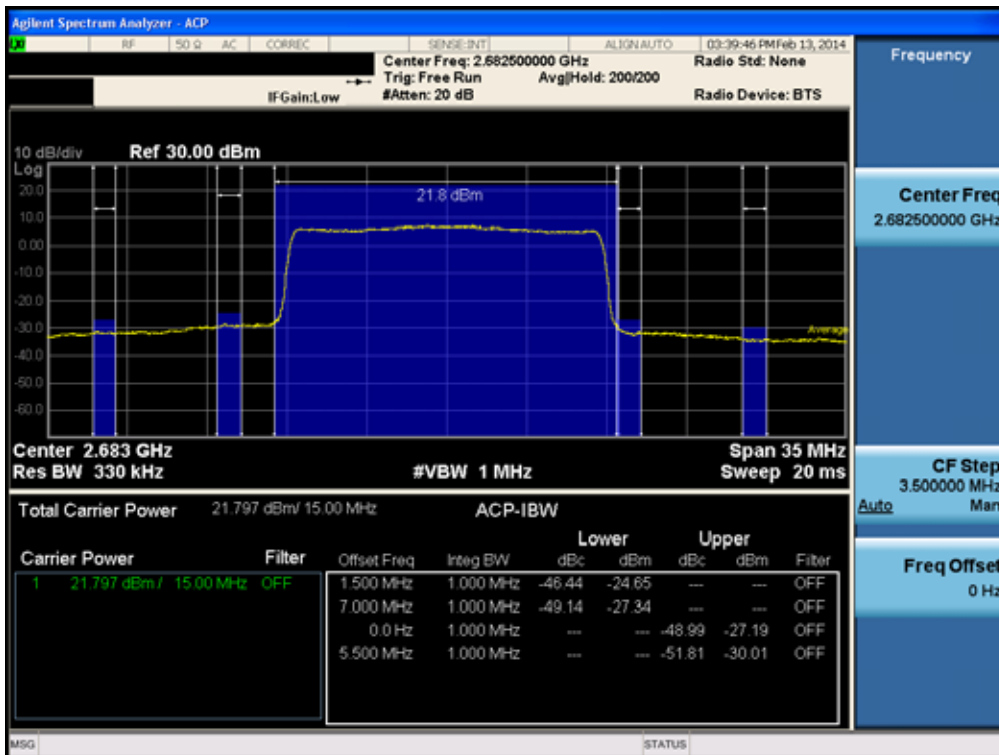 Agilent Spectrum Analyzer - ACP
LXI RF 50 Ω AC CORREC SENSE:INT ALIGN AUTO 03:39:46 PM Feb 13, 2014
Center Freq: 2.682500000 GHz Radio Std: None
Trig: Free Run Avg|Hold: 200/200
IFGain:Low #Atten: 20 dB Radio Device: BTS
10 dB/div Ref 30.00 dBm
Log
20.0
10.0
0.00
-10.0
-20.0
-30.0
-40.0
-50.0
-60.0
21.8 dBm
Average
Center 2.683 GHz Span 35 MHz
Res BW 330 kHz #VBW 1 MHz Sweep 20 ms
Total Carrier Power 21.797 dBm/ 15.00 MHz ACP-IBW
Lower Upper
Carrier Power Filter Offset Freq Integ BW dBc dBm dBc dBm Filter
1 21.797 dBm / 15.00 MHz OFF 1.500 MHz 1.000 MHz -46.44 -24.65 --- --- OFF
7.000 MHz 1.000 MHz -49.14 -27.34 --- --- OFF
0.0 Hz 1.000 MHz --- --- -48.99 -27.19 OFF
5.500 MHz 1.000 MHz --- --- -51.81 -30.01 OFF
MSG STATUS
Frequency
Center Freq
2.682500000 GHz
CF Step
3.500000 MHz
Auto Man
Freq Offset
0 Hz